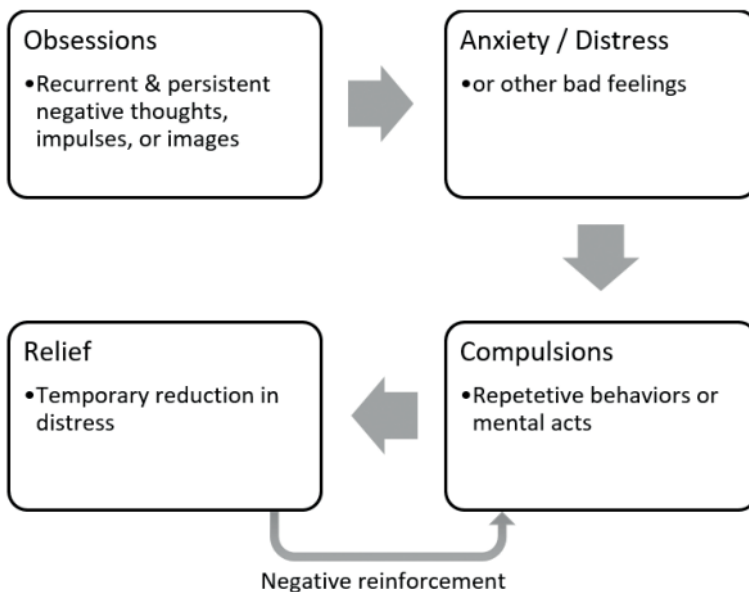 Obsessions
•Recurrent & persistent
negative thoughts,
impulses, or images
Anxiety / Distress
•or other bad feelings
Relief
•Temporary reduction in
distress
Compulsions
•Repetetive behaviors or
mental acts
Negative reinforcement